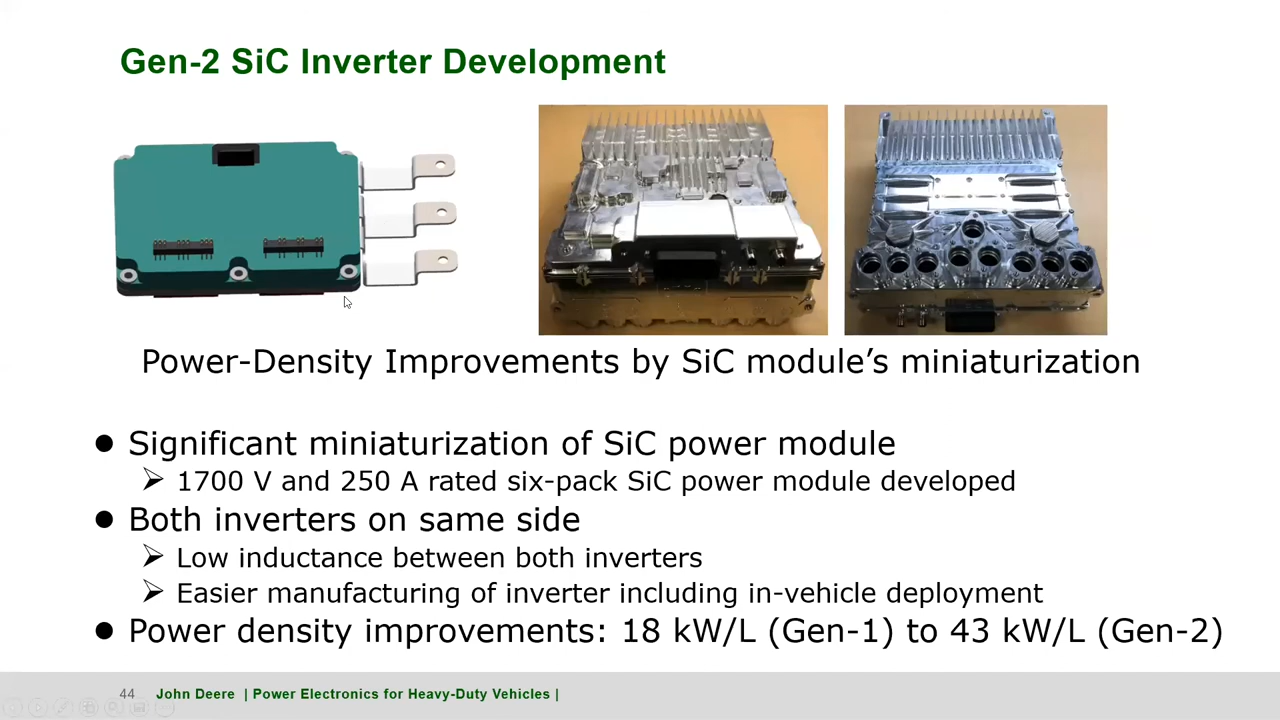 Gen-2 SiC Inverter Development
Power-Density Improvements by SiC module’s miniaturization
● Significant miniaturization of SiC power module
➢ 1700 V and 250 A rated six-pack SiC power module developed
● Both inverters on same side
➢ Low inductance between both inverters
➢ Easier manufacturing of inverter including in-vehicle deployment
● Power density improvements: 18 kW/L (Gen-1) to 43 kW/L (Gen-2)
44 John Deere | Power Electronics for Heavy-Duty Vehicles |